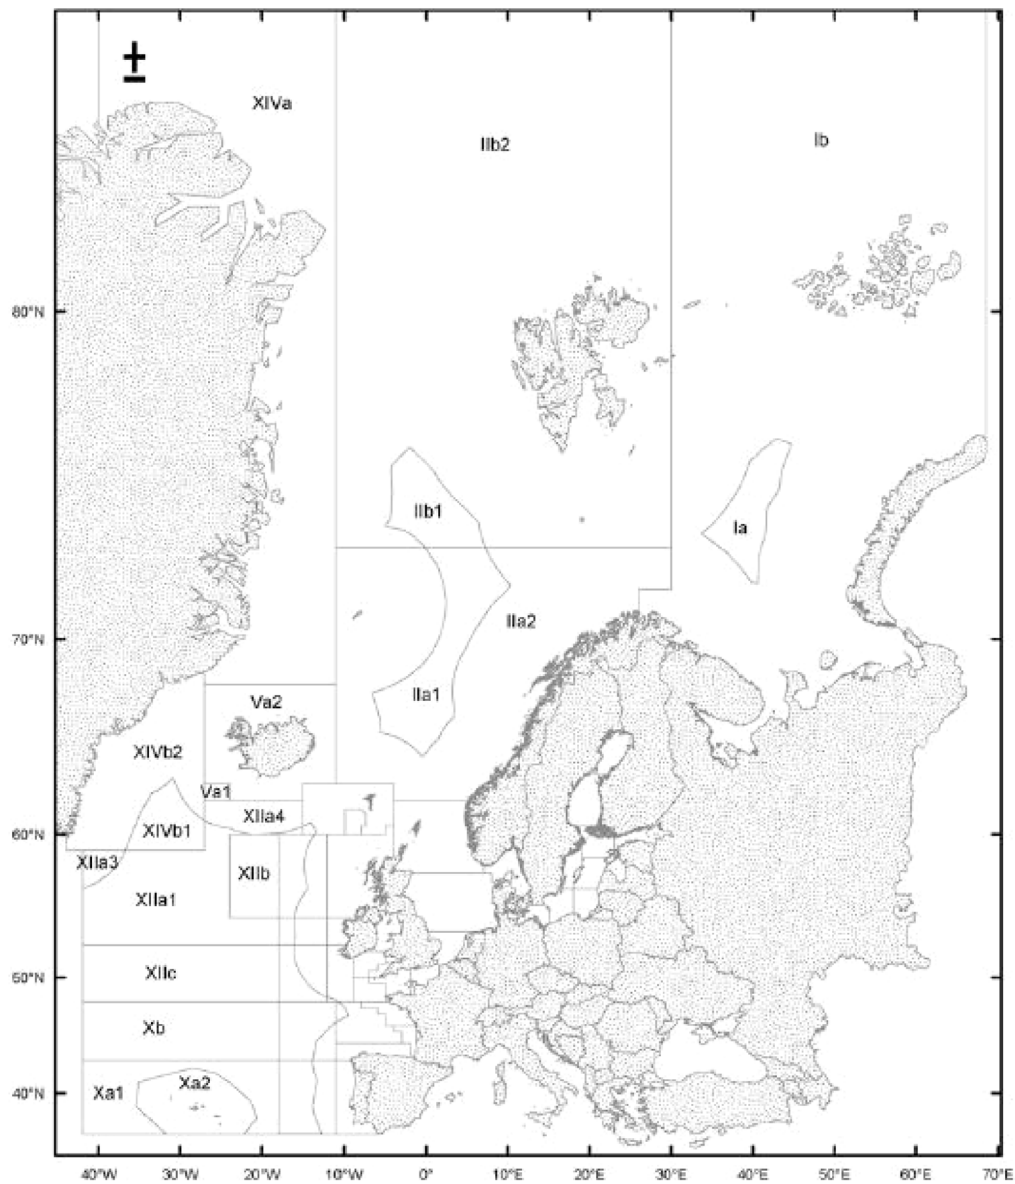 ±
XIVa
IIb2
Ib
80°N
IIb1
Ia
IIa2
70°N
IIa1
Va2
XIVb2
Va1
XIIa4
XIVb1
60°N
XIIa3
XIIb
XIIa1
XIIc
50°N
Xb
Xa2
Xa1
40°N
40°W 30°W 20°W 10°W 0° 10°E 20°E 30°E 40°E 50°E 60°E 70°E